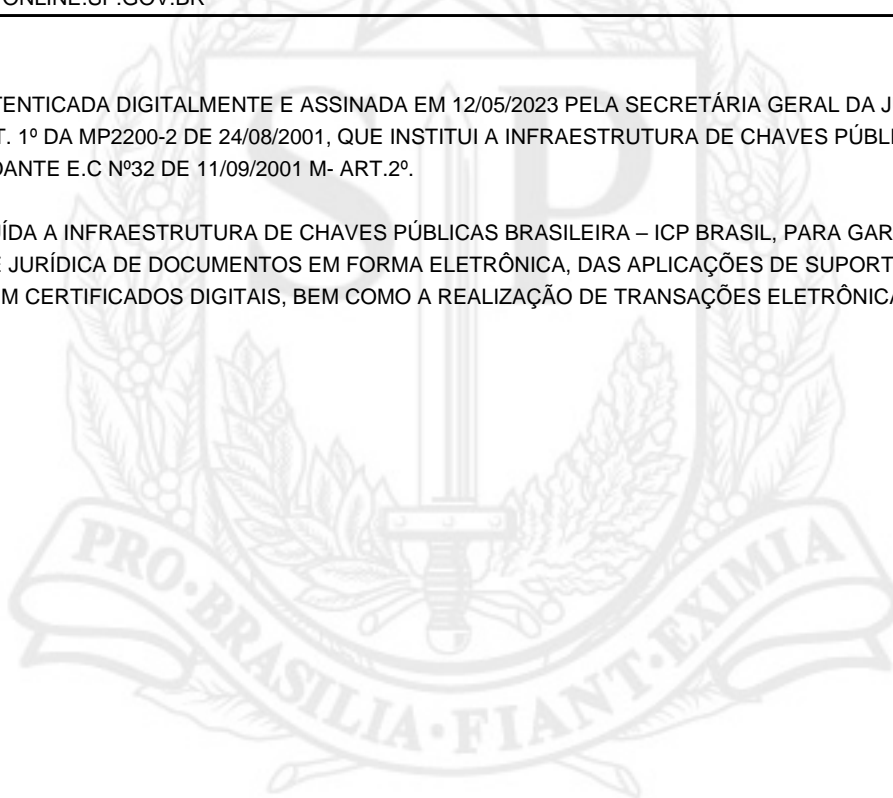 ONLINE.SP.GOV.BR
TENTICADA DIGITALMENTE E ASSINADA EM 12/05/2023 PELA SECRETÁRIA GERAL DA J
T. 1º DA MP2200-2 DE 24/08/2001, QUE INSTITUI A INFRAESTRUTURA DE CHAVES PÚBL
DANTE E.C Nº32 DE 11/09/2001 M- ART.2º.
UÍDA A INFRAESTRUTURA DE CHAVES PÚBLICAS BRASILEIRA – ICP BRASIL, PARA GAR
E JURÍDICA DE DOCUMENTOS EM FORMA ELETRÔNICA, DAS APLICAÇÕES DE SUPORT
M CERTIFICADOS DIGITAIS, BEM COMO A REALIZAÇÃO DE TRANSAÇÕES ELETRÔNICA
SP
PRO·BRASILIA·FIANT·EXIMIA